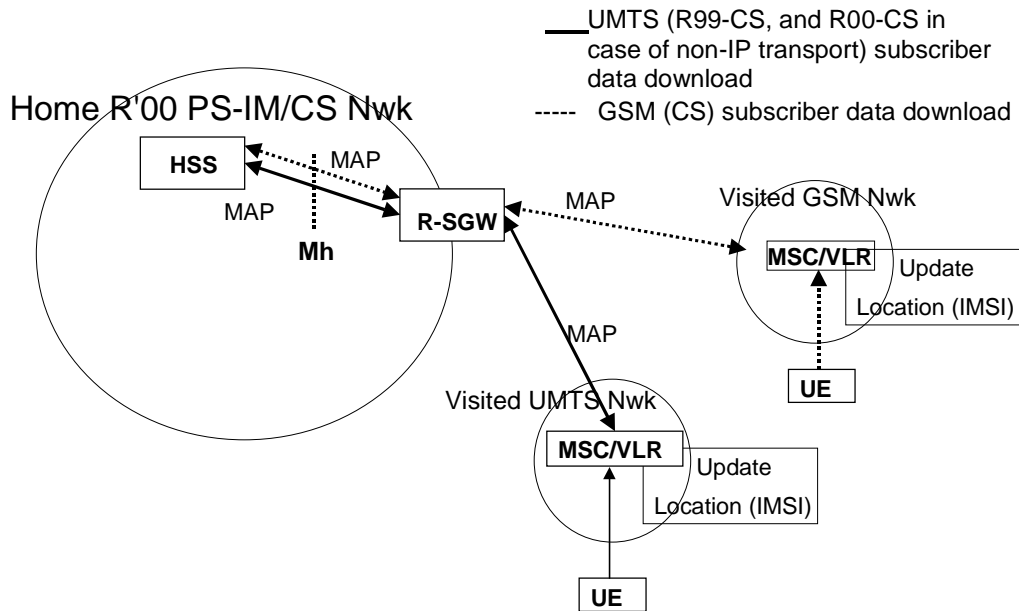 UMTS (R99-CS, and R00-CS in
case of non-IP transport) subscriber
data download
GSM (CS) subscriber data download
Home R'00 PS-IM/CS Nwk
HSS
MAP
MAP
Mh
R-SGW
MAP
Visited GSM Nwk
MSC/VLR
Update
Location (IMSI)
UE
MAP
Visited UMTS Nwk
MSC/VLR
Update
Location (IMSI)
UE